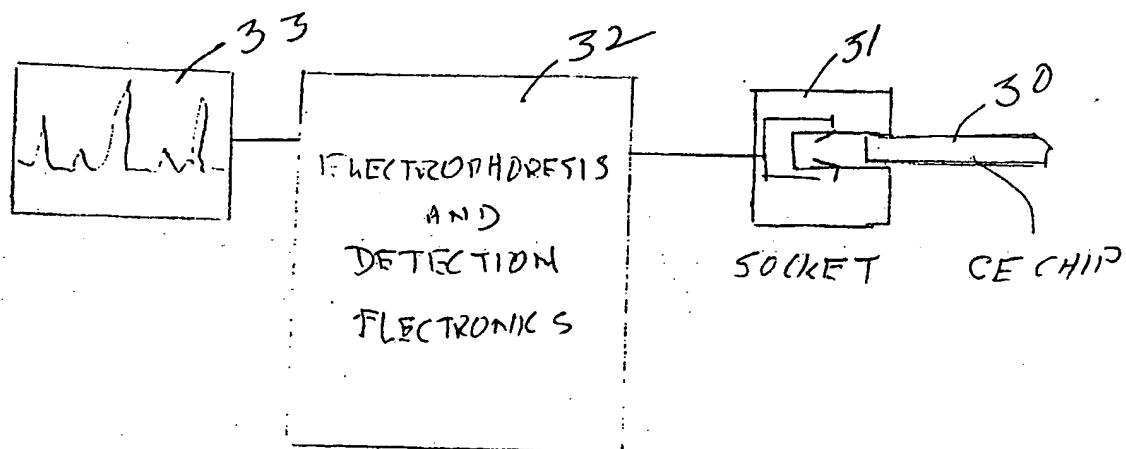 33
32
31
30
ELECTROPHORESIS
AND
DETECTION
ELECTRONICS
SOCKET
CE CHIP